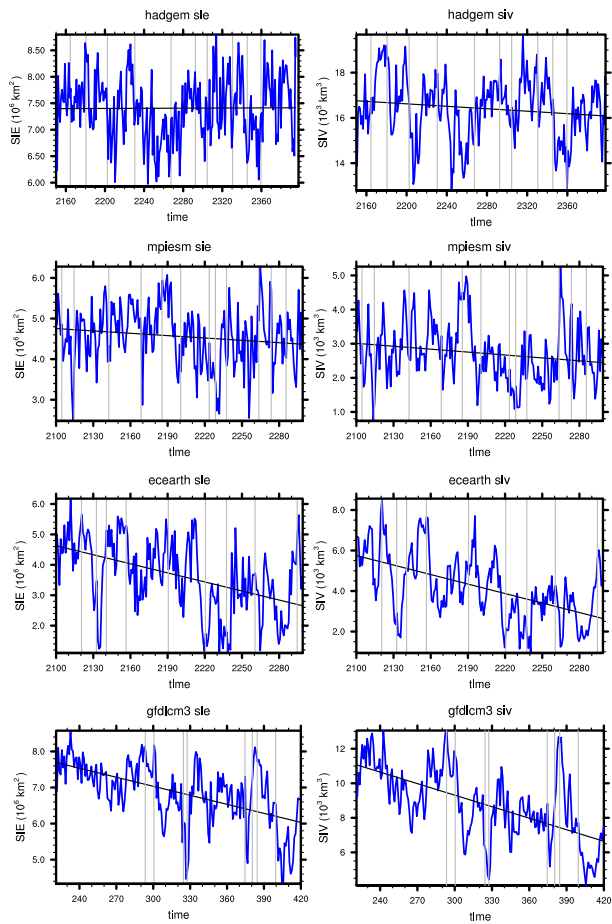 hadgem sie
hadgem siv
8.50
8.00
7.50
7.00
6.50
6.00
SIE (10⁶ km²)
18
16
14
SIV (10³ km³)
2160 2200 2240 2280 2320 2360
time
2160 2200 2240 2280 2320 2360
time
mpiesm sie
mpiesm siv
6.0
5.0
4.0
3.0
SIE (10⁶ km²)
5.0
4.0
3.0
2.0
1.0
SIV (10³ km³)
2100 2130 2160 2190 2220 2250 2280
time
2100 2130 2160 2190 2220 2250 2280
time
ecearth sie
ecearth siv
6.0
5.0
4.0
3.0
2.0
SIE (10⁶ km²)
8.0
6.0
4.0
2.0
SIV (10³ km³)
2100 2130 2160 2190 2220 2250 2280
time
2100 2130 2160 2190 2220 2250 2280
time
gfdlcm3 sie
gfdlcm3 siv
8.0
7.0
6.0
5.0
SIE (10⁶ km²)
12
10
8
6
SIV (10³ km³)
240 270 300 330 360 390 420
time
240 270 300 330 360 390 420
time